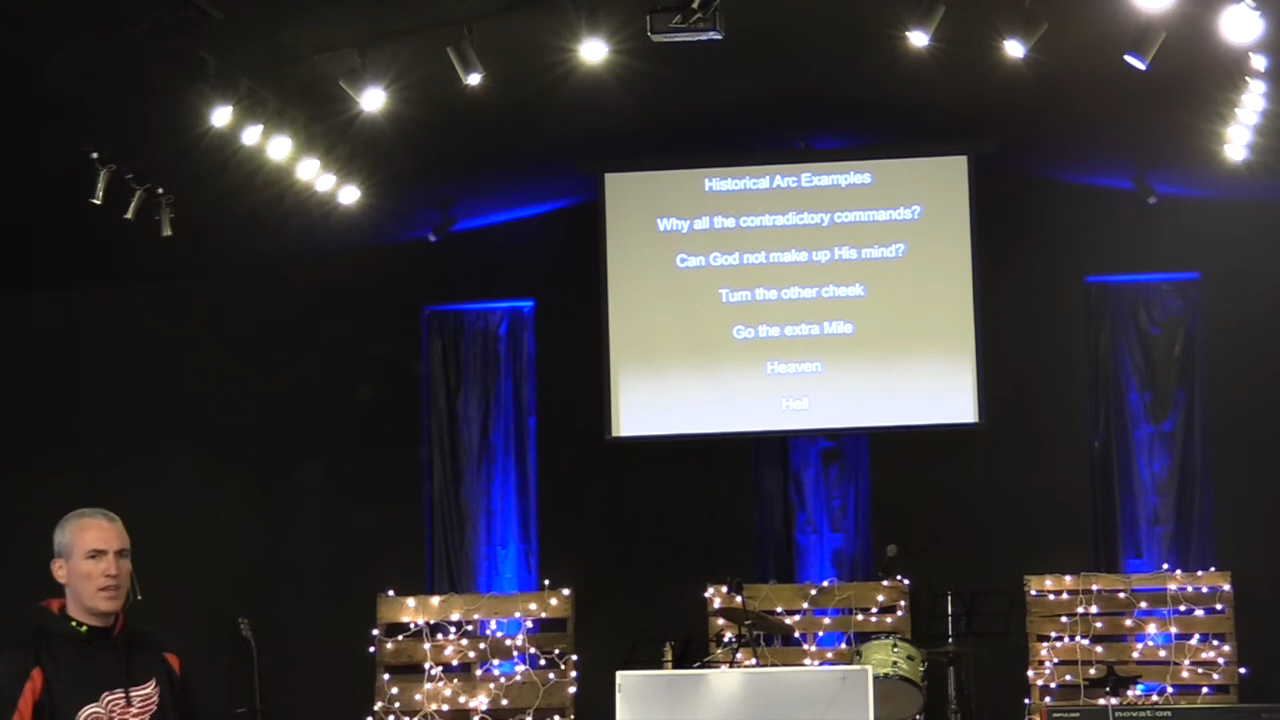 Historical Arc Examples
Why all the contradictory commands?
Can God not make up His mind?
Turn the other cheek
Go the extra Mile
Heaven
Hell
novation